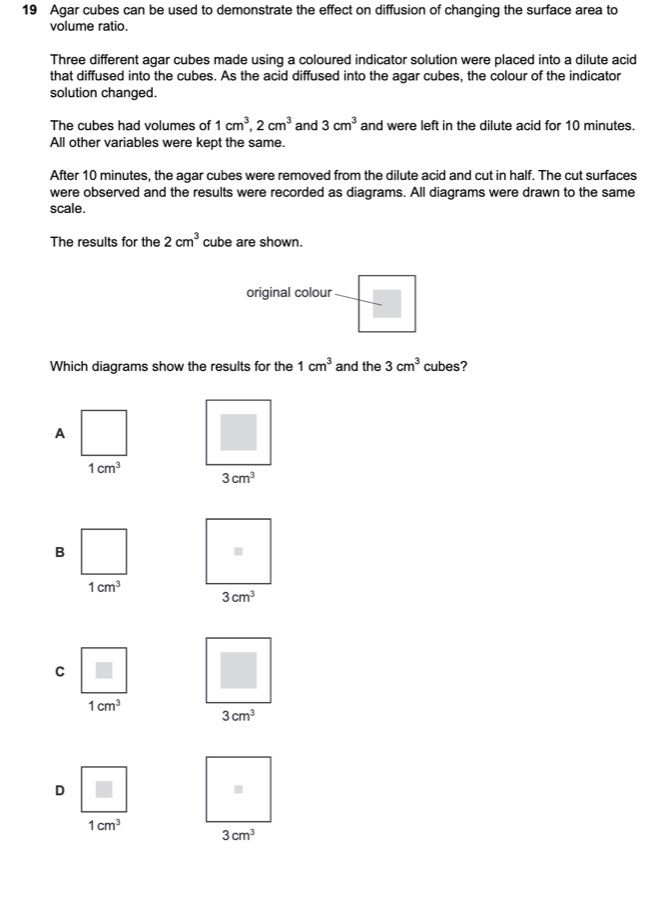 19 Agar cubes can be used to demonstrate the effect on diffusion of changing the surface area to
volume ratio.
Three different agar cubes made using a coloured indicator solution were placed into a dilute acid
that diffused into the cubes. As the acid diffused into the agar cubes, the colour of the indicator
solution changed.
The cubes had volumes of 1 cm³, 2 cm³ and 3 cm³ and were left in the dilute acid for 10 minutes.
All other variables were kept the same.
After 10 minutes, the agar cubes were removed from the dilute acid and cut in half. The cut surfaces
were observed and the results were recorded as diagrams. All diagrams were drawn to the same
scale.
The results for the 2 cm³ cube are shown.
original colour
Which diagrams show the results for the 1 cm³ and the 3 cm³ cubes?
A
1 cm³
3 cm³
B
1 cm³
3 cm³
C
1 cm³
3 cm³
D
1 cm³
3 cm³